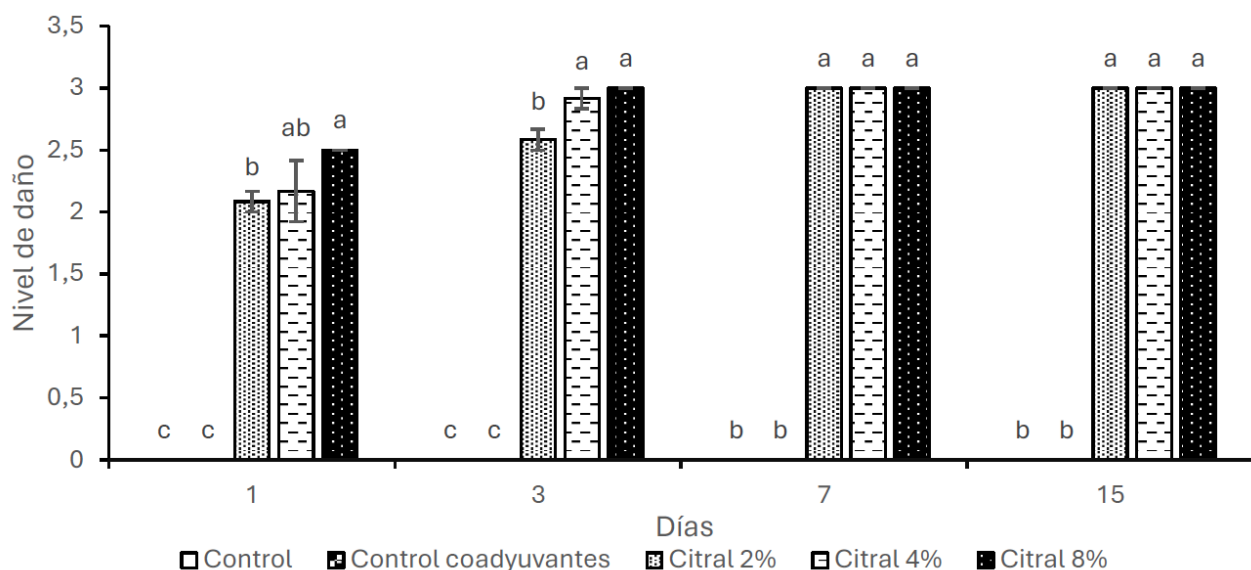 Nivel de daño
3,5
3
2,5
2
1,5
1
0,5
0
c c b ab a
c c b a a
b b a a a
b b a a a
1 3 7 15
Días
Control Control coadyuvantes Citral 2% Citral 4% Citral 8%